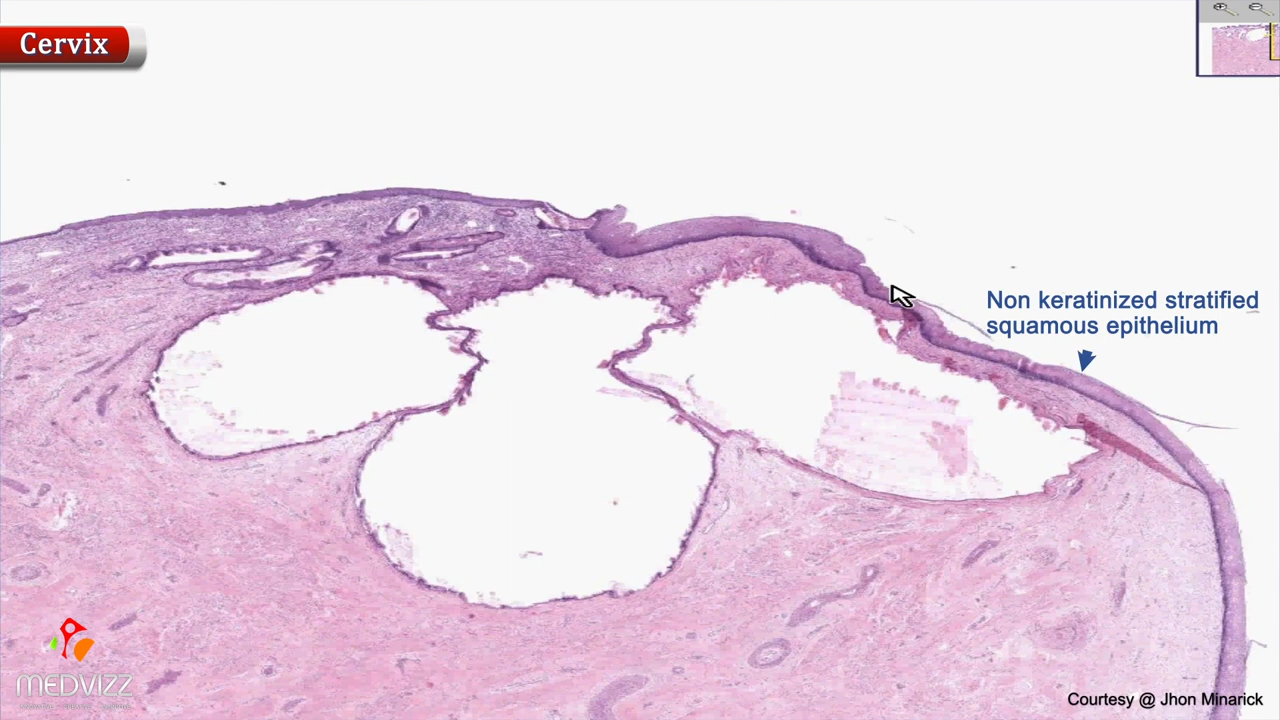 Cervix
Non keratinized stratified
squamous epithelium
MEDVIZZ
Courtesy @ Jhon Minarick